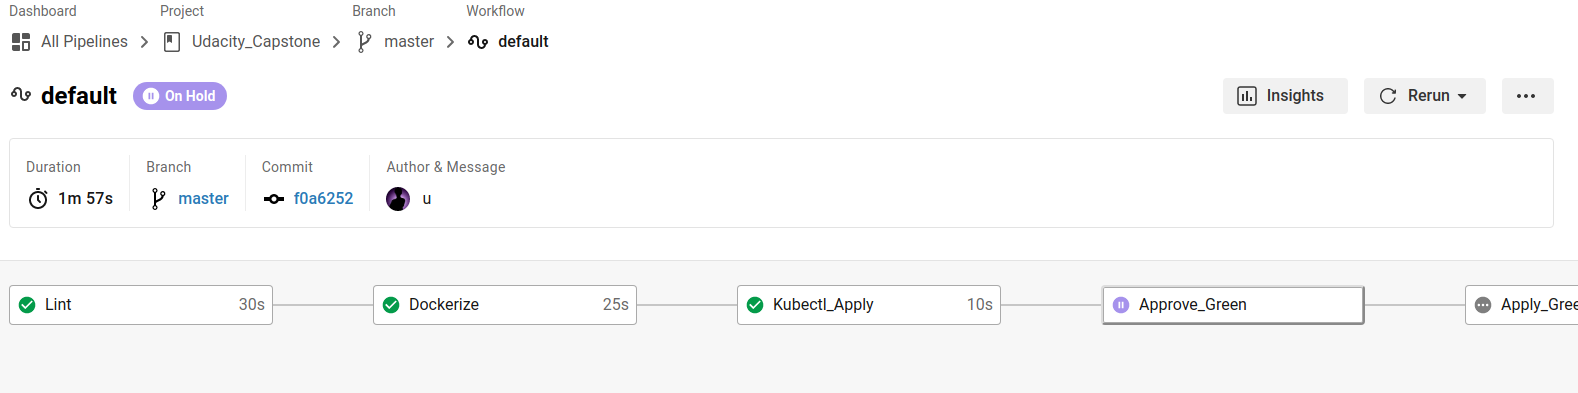 Dashboard Project Branch Workflow
All Pipelines Udacity_Capstone master default
default On Hold Insights Rerun
Duration Branch Commit Author & Message
1m 57s master f0a6252 u
Lint 30s Dockerize 25s Kubectl_Apply 10s Approve_Green Apply_Gree